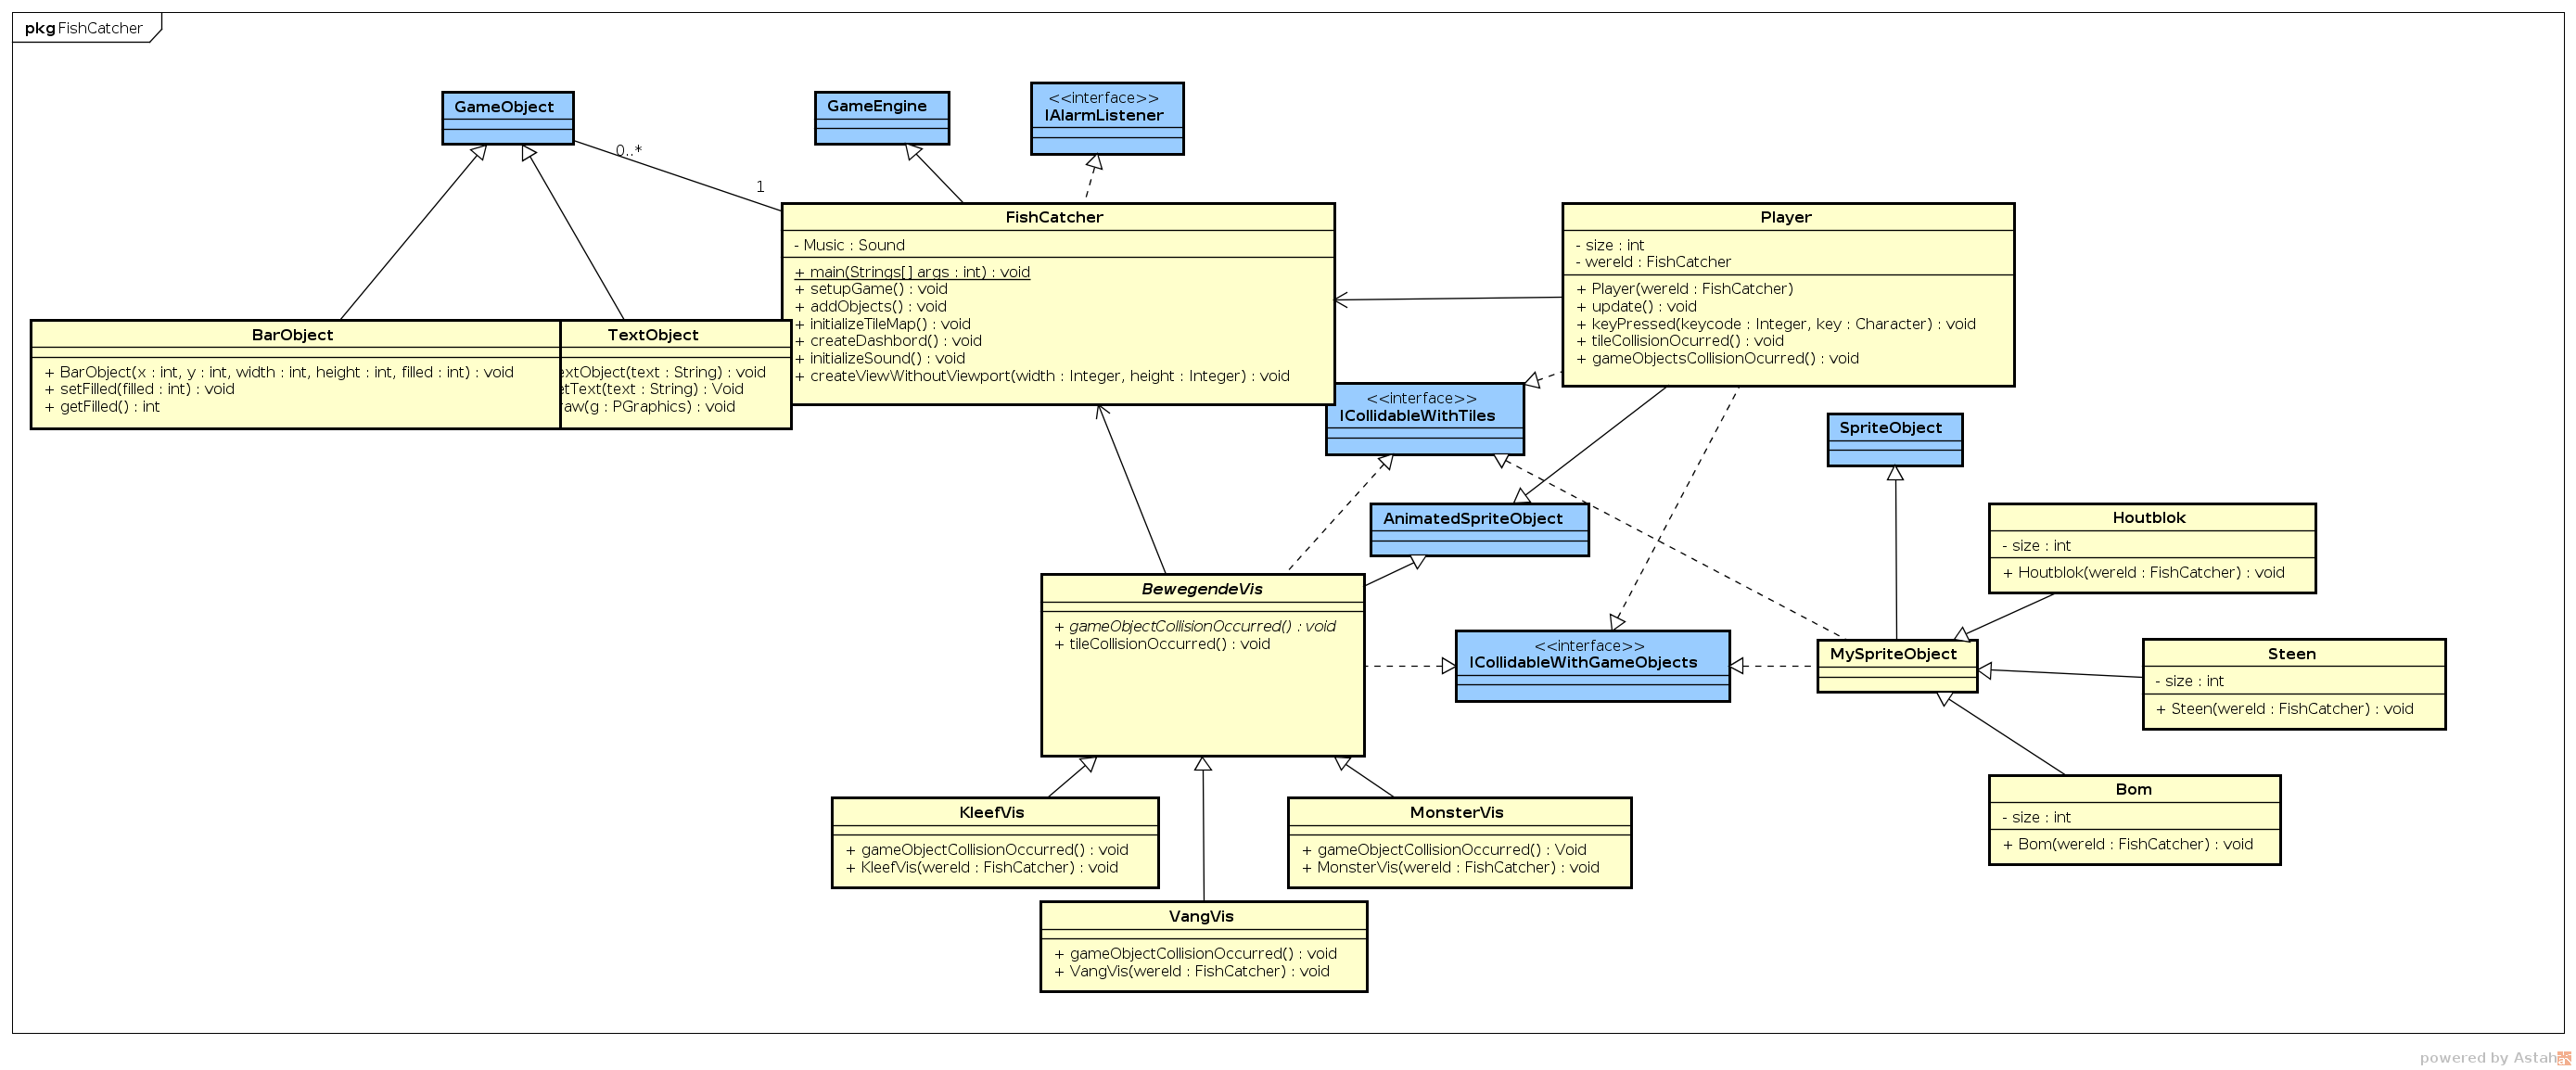 pkg FishCatcher
GameObject
GameEngine
<<interface>>
IAlarmListener
0..*
1
FishCatcher
- Music : Sound
+ main(Strings[] args : int) : void
+ setupGame() : void
+ addObjects() : void
+ initializeTileMap() : void
+ createDashbord() : void
+ initializeSound() : void
+ createViewWithoutViewport(width : Integer, height : Integer) : void
Player
- size : int
- wereld : FishCatcher
+ Player(wereld : FishCatcher)
+ update() : void
+ keyPressed(keycode : Integer, key : Character) : void
+ tileCollisionOcurred() : void
+ gameObjectsCollisionOcurred() : void
BarObject
+ BarObject(x : int, y : int, width : int, height : int, filled : int) : void
+ setFilled(filled : int) : void
+ getFilled() : int
TextObject
extObject(text : String) : void
etText(text : String) : Void
raw(g : PGraphics) : void
<<interface>>
ICollidableWithTiles
SpriteObject
AnimatedSpriteObject
Houtblok
- size : int
+ Houtblok(wereld : FishCatcher) : void
BewegendeVis
+ gameObjectCollisionOccurred() : void
+ tileCollisionOccurred() : void
<<interface>>
ICollidableWithGameObjects
MySpriteObject
Steen
- size : int
+ Steen(wereld : FishCatcher) : void
Bom
- size : int
+ Bom(wereld : FishCatcher) : void
KleefVis
+ gameObjectCollisionOccurred() : void
+ KleefVis(wereld : FishCatcher) : void
MonsterVis
+ gameObjectCollisionOccurred() : Void
+ MonsterVis(wereld : FishCatcher) : void
VangVis
+ gameObjectCollisionOccurred() : void
+ VangVis(wereld : FishCatcher) : void
powered by Astah